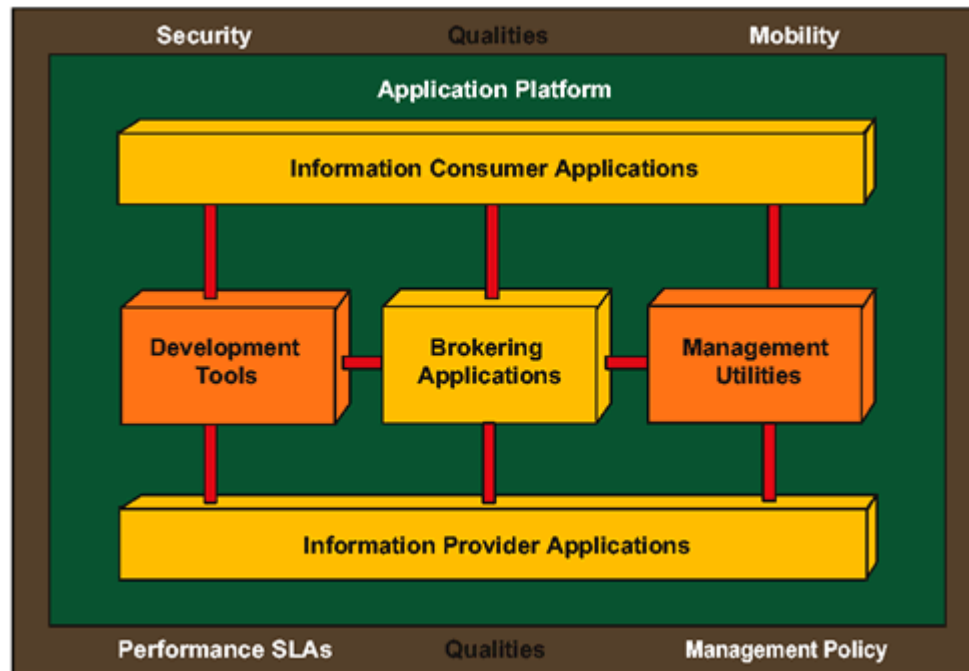 Security Qualities Mobility
Application Platform
Information Consumer Applications
Development
Tools
Brokering
Applications
Management
Utilities
Information Provider Applications
Performance SLAs Qualities Management Policy